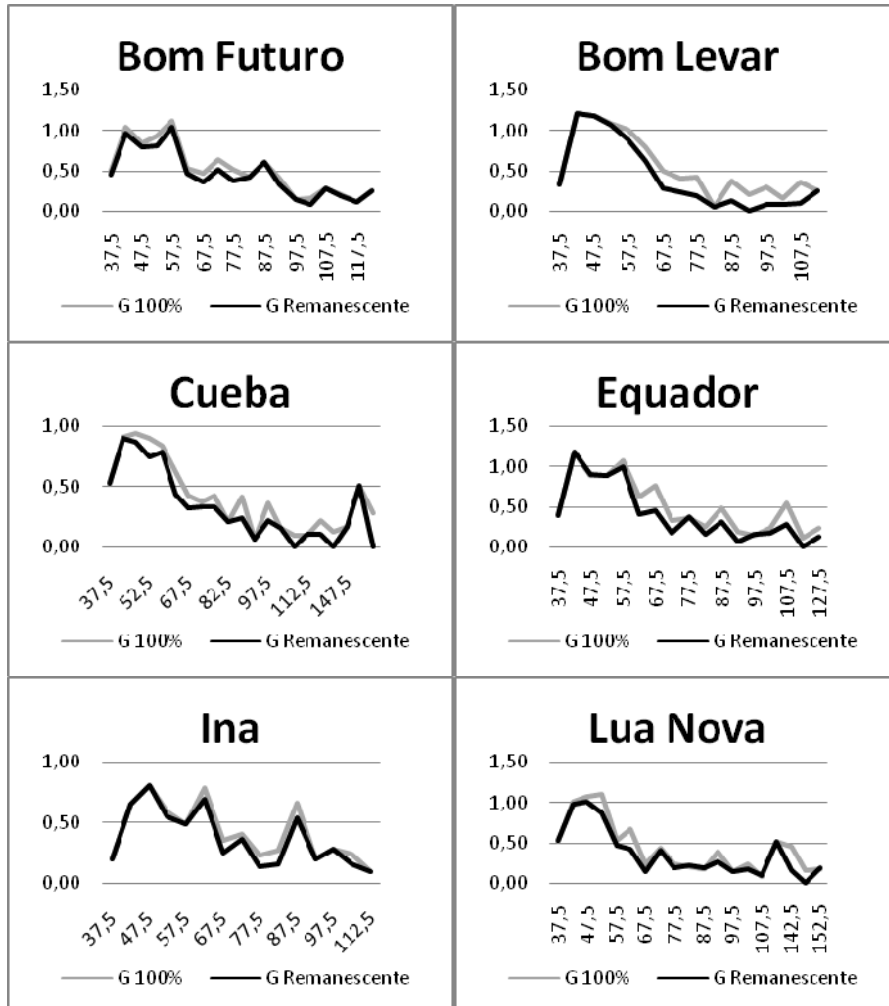 Bom Futuro
1,50
1,00
0,50
0,00
37,5 47,5 57,5 67,5 77,5 87,5 97,5 107,5 117,5
G 100% G Remanescente
Bom Levar
1,50
1,00
0,50
0,00
37,5 47,5 57,5 67,5 77,5 87,5 97,5 107,5
G 100% G Remanescente
Cueba
1,00
0,50
0,00
37,5 52,5 67,5 82,5 97,5 112,5 147,5
G 100% G Remanescente
Equador
1,50
1,00
0,50
0,00
37,5 47,5 57,5 67,5 77,5 87,5 97,5 107,5 127,5
G 100% G Remanescente
Ina
1,00
0,50
0,00
37,5 47,5 57,5 67,5 77,5 87,5 97,5 112,5
G 100% G Remanescente
Lua Nova
1,50
1,00
0,50
0,00
37,5 47,5 57,5 67,5 77,5 87,5 97,5 107,5 142,5 152,5
G 100% G Remanescente